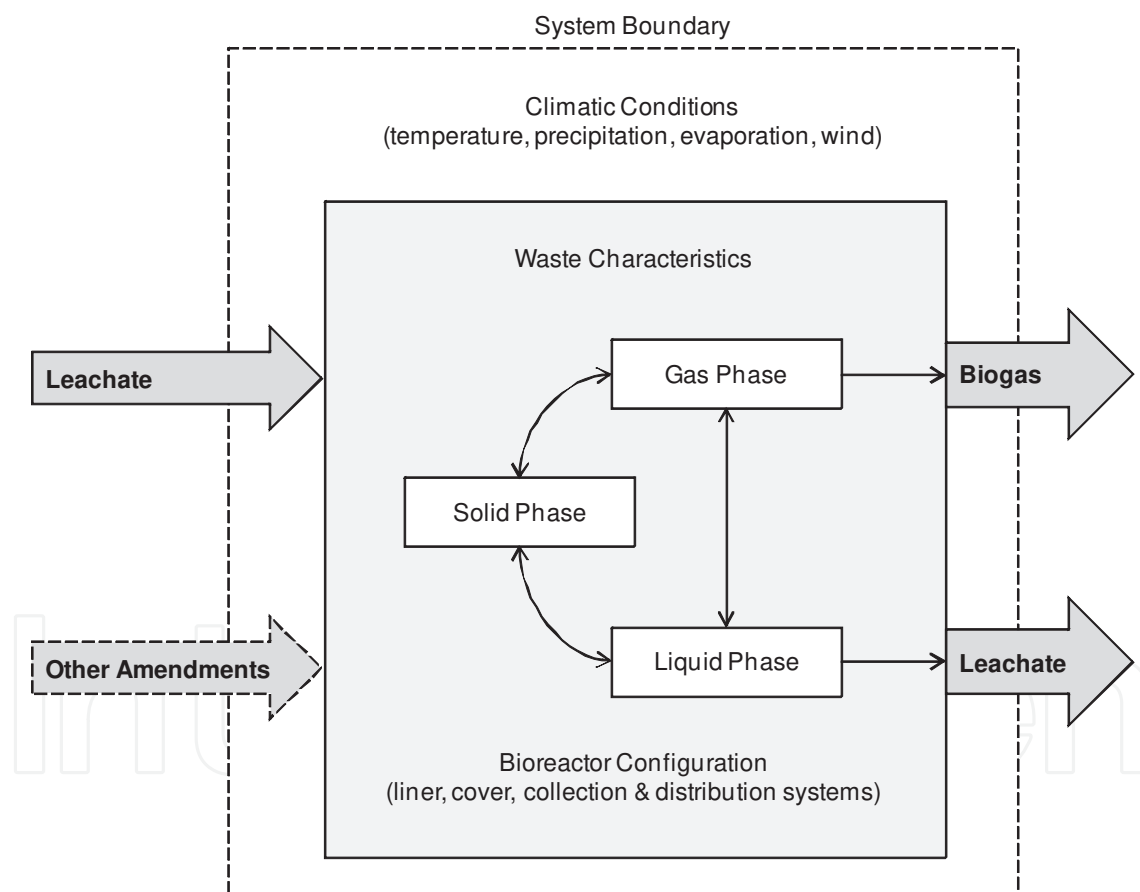 System Boundary
Climatic Conditions
(temperature, precipitation, evaporation, wind)
Waste Characteristics
Gas Phase
Leachate
Biogas
Solid Phase
Other Amendments
Liquid Phase
Leachate
Bioreactor Configuration
(liner, cover, collection & distribution systems)